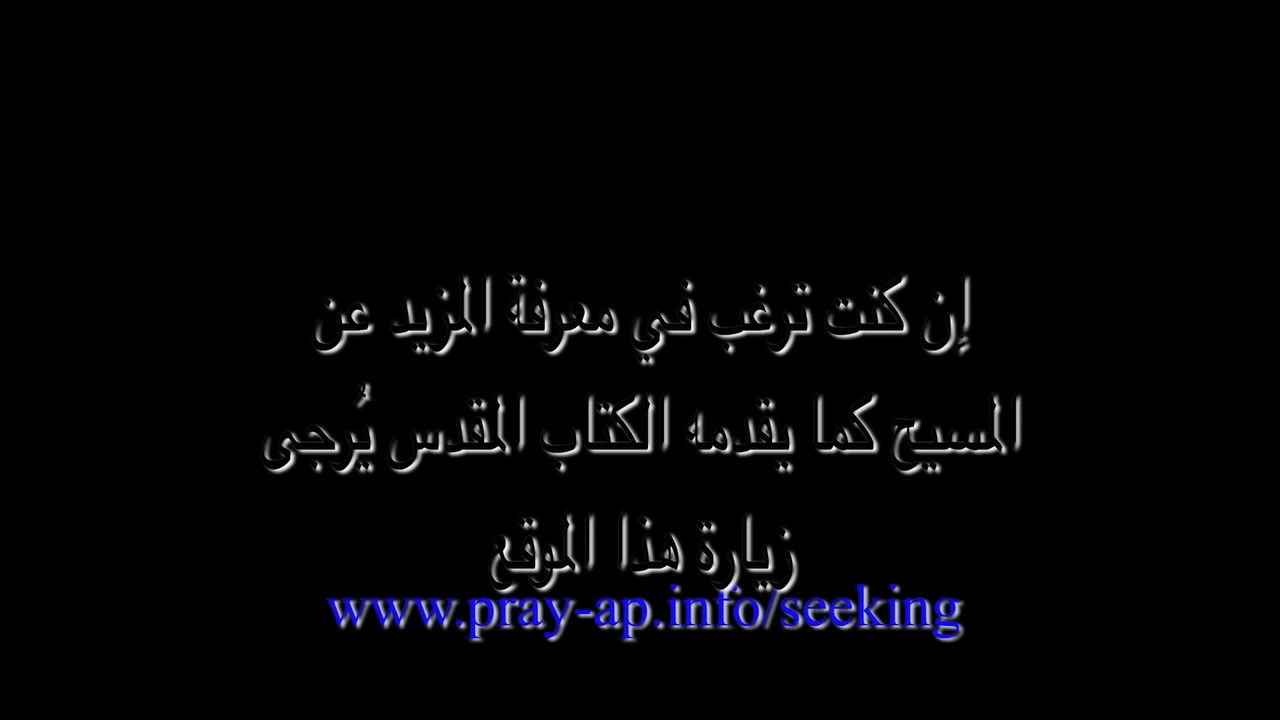 إِن كنت ترغب في معرفة المزيد عن
المسيح كما يقدمه الكتاب المقدس يُرجى
زيارة هذا الموقع
www.pray-ap.info/seeking